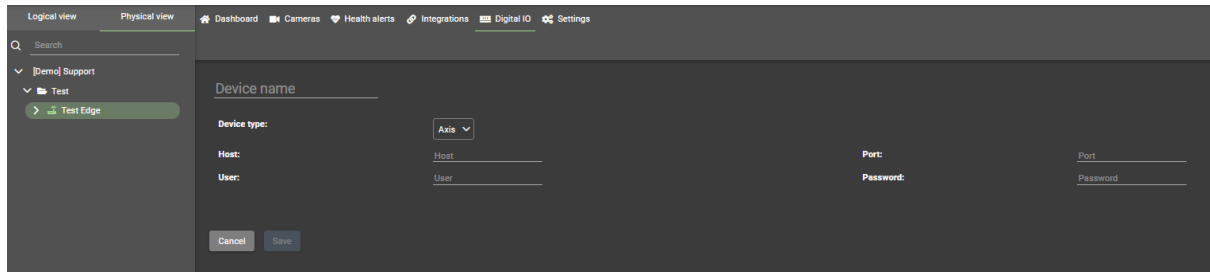 Logical view Physical view
Dashboard Cameras Health alerts Integrations Digital IO Settings
Search
[Demo] Support
Test
Test Edge
Device name
Device type: Axis
Host: Host Port: Port
User: User Password: Password
Cancel Save